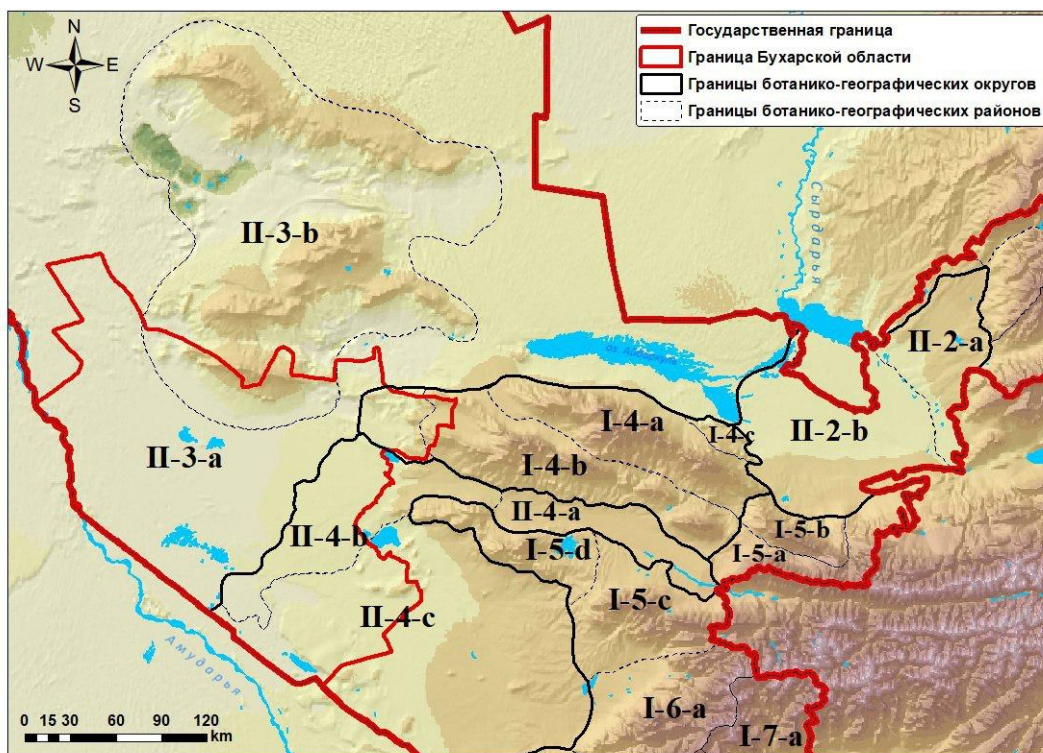 N
W E
S
Государственная граница
Граница Бухарской области
Границы ботанико-географических округов
Границы ботанико-географических районов
Сырдарья
II-3-b
II-2-a
оз. Айдаркуль
I-4-a
I-4-c
II-2-b
II-3-a
I-4-b
II-4-a
I-5-b
II-4-b
I-5-d
I-5-a
I-5-c
II-4-c
Амударья
I-6-a
I-7-a
0 15 30 60 90 120
km